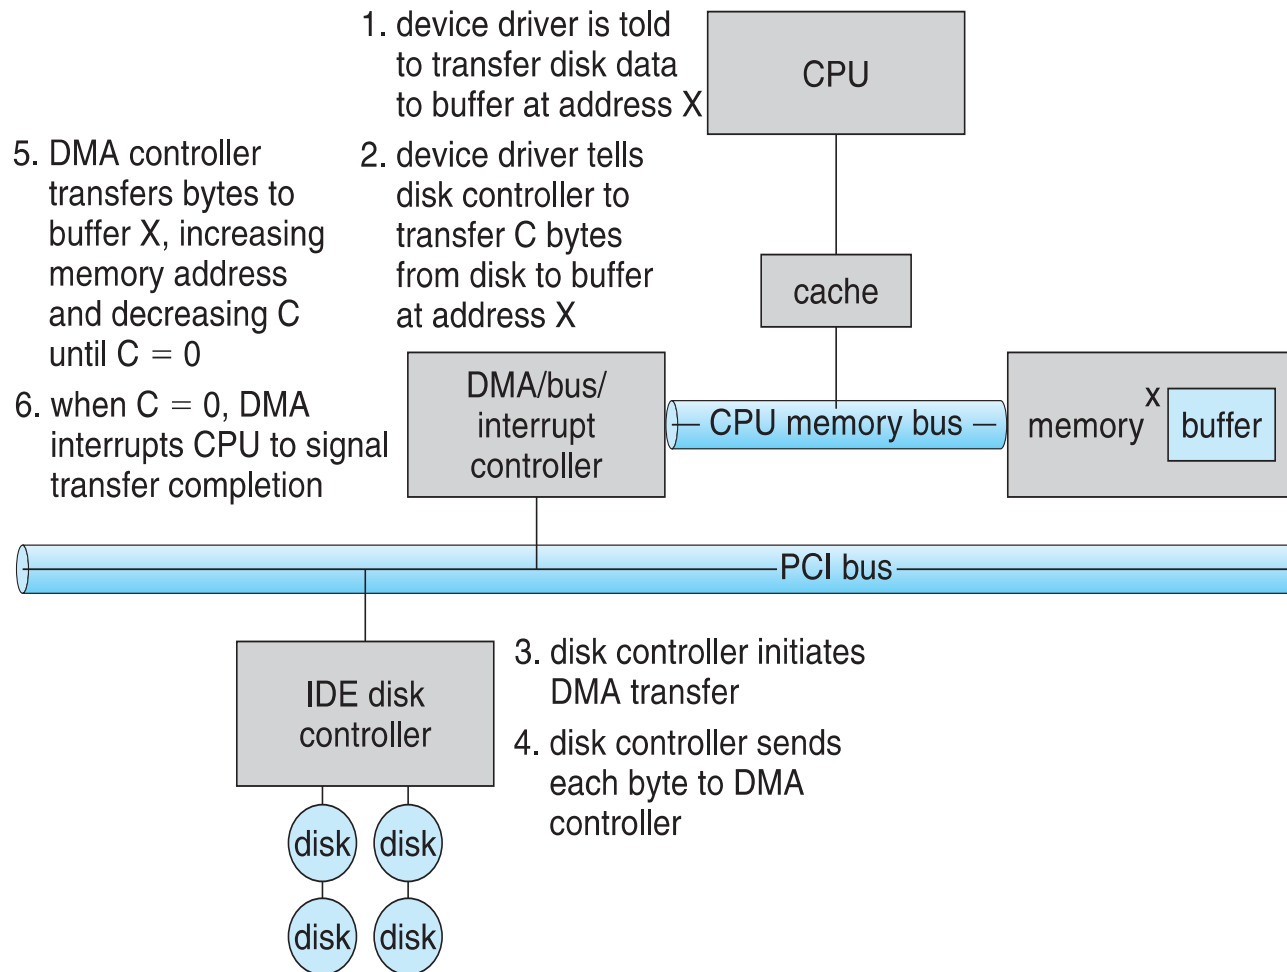 1. device driver is told
to transfer disk data
to buffer at address X
2. device driver tells
disk controller to
transfer C bytes
from disk to buffer
at address X
5. DMA controller
transfers bytes to
buffer X, increasing
memory address
and decreasing C
until C = 0
6. when C = 0, DMA
interrupts CPU to signal
transfer completion
CPU
cache
DMA/bus/
interrupt
controller
CPU memory bus
memory
x
buffer
PCI bus
IDE disk
controller
3. disk controller initiates
DMA transfer
4. disk controller sends
each byte to DMA
controller
disk
disk
disk
disk